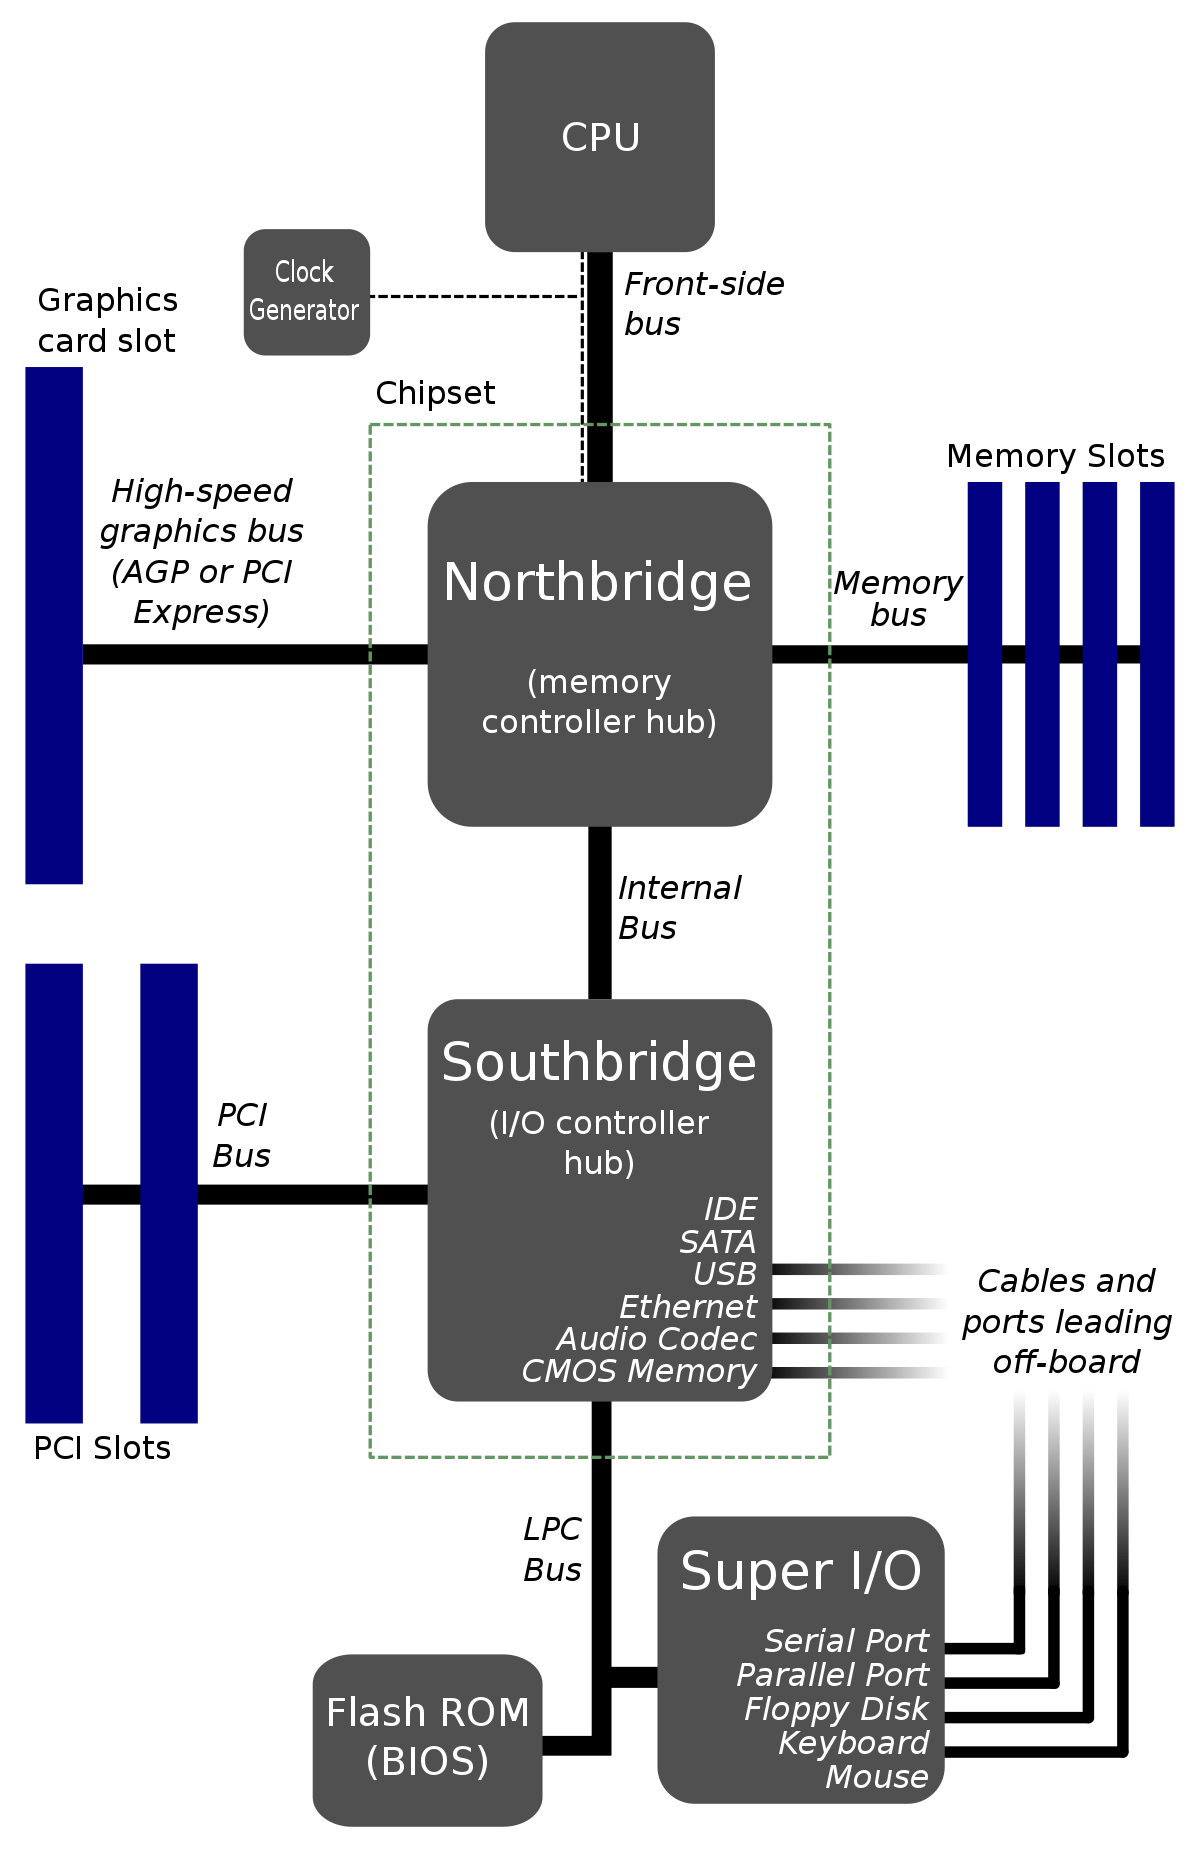 CPU
Clock
Generator
Front-side
bus
Graphics
card slot
Chipset
Memory Slots
High-speed
graphics bus
(AGP or PCI
Express)
Northbridge
(memory
controller hub)
Memory
bus
Internal
Bus
Southbridge
(I/O controller
hub)
IDE
SATA
USB
Ethernet
Audio Codec
CMOS Memory
PCI
Bus
Cables and
ports leading
off-board
PCI Slots
LPC
Bus
Super I/O
Serial Port
Parallel Port
Floppy Disk
Keyboard
Mouse
Flash ROM
(BIOS)